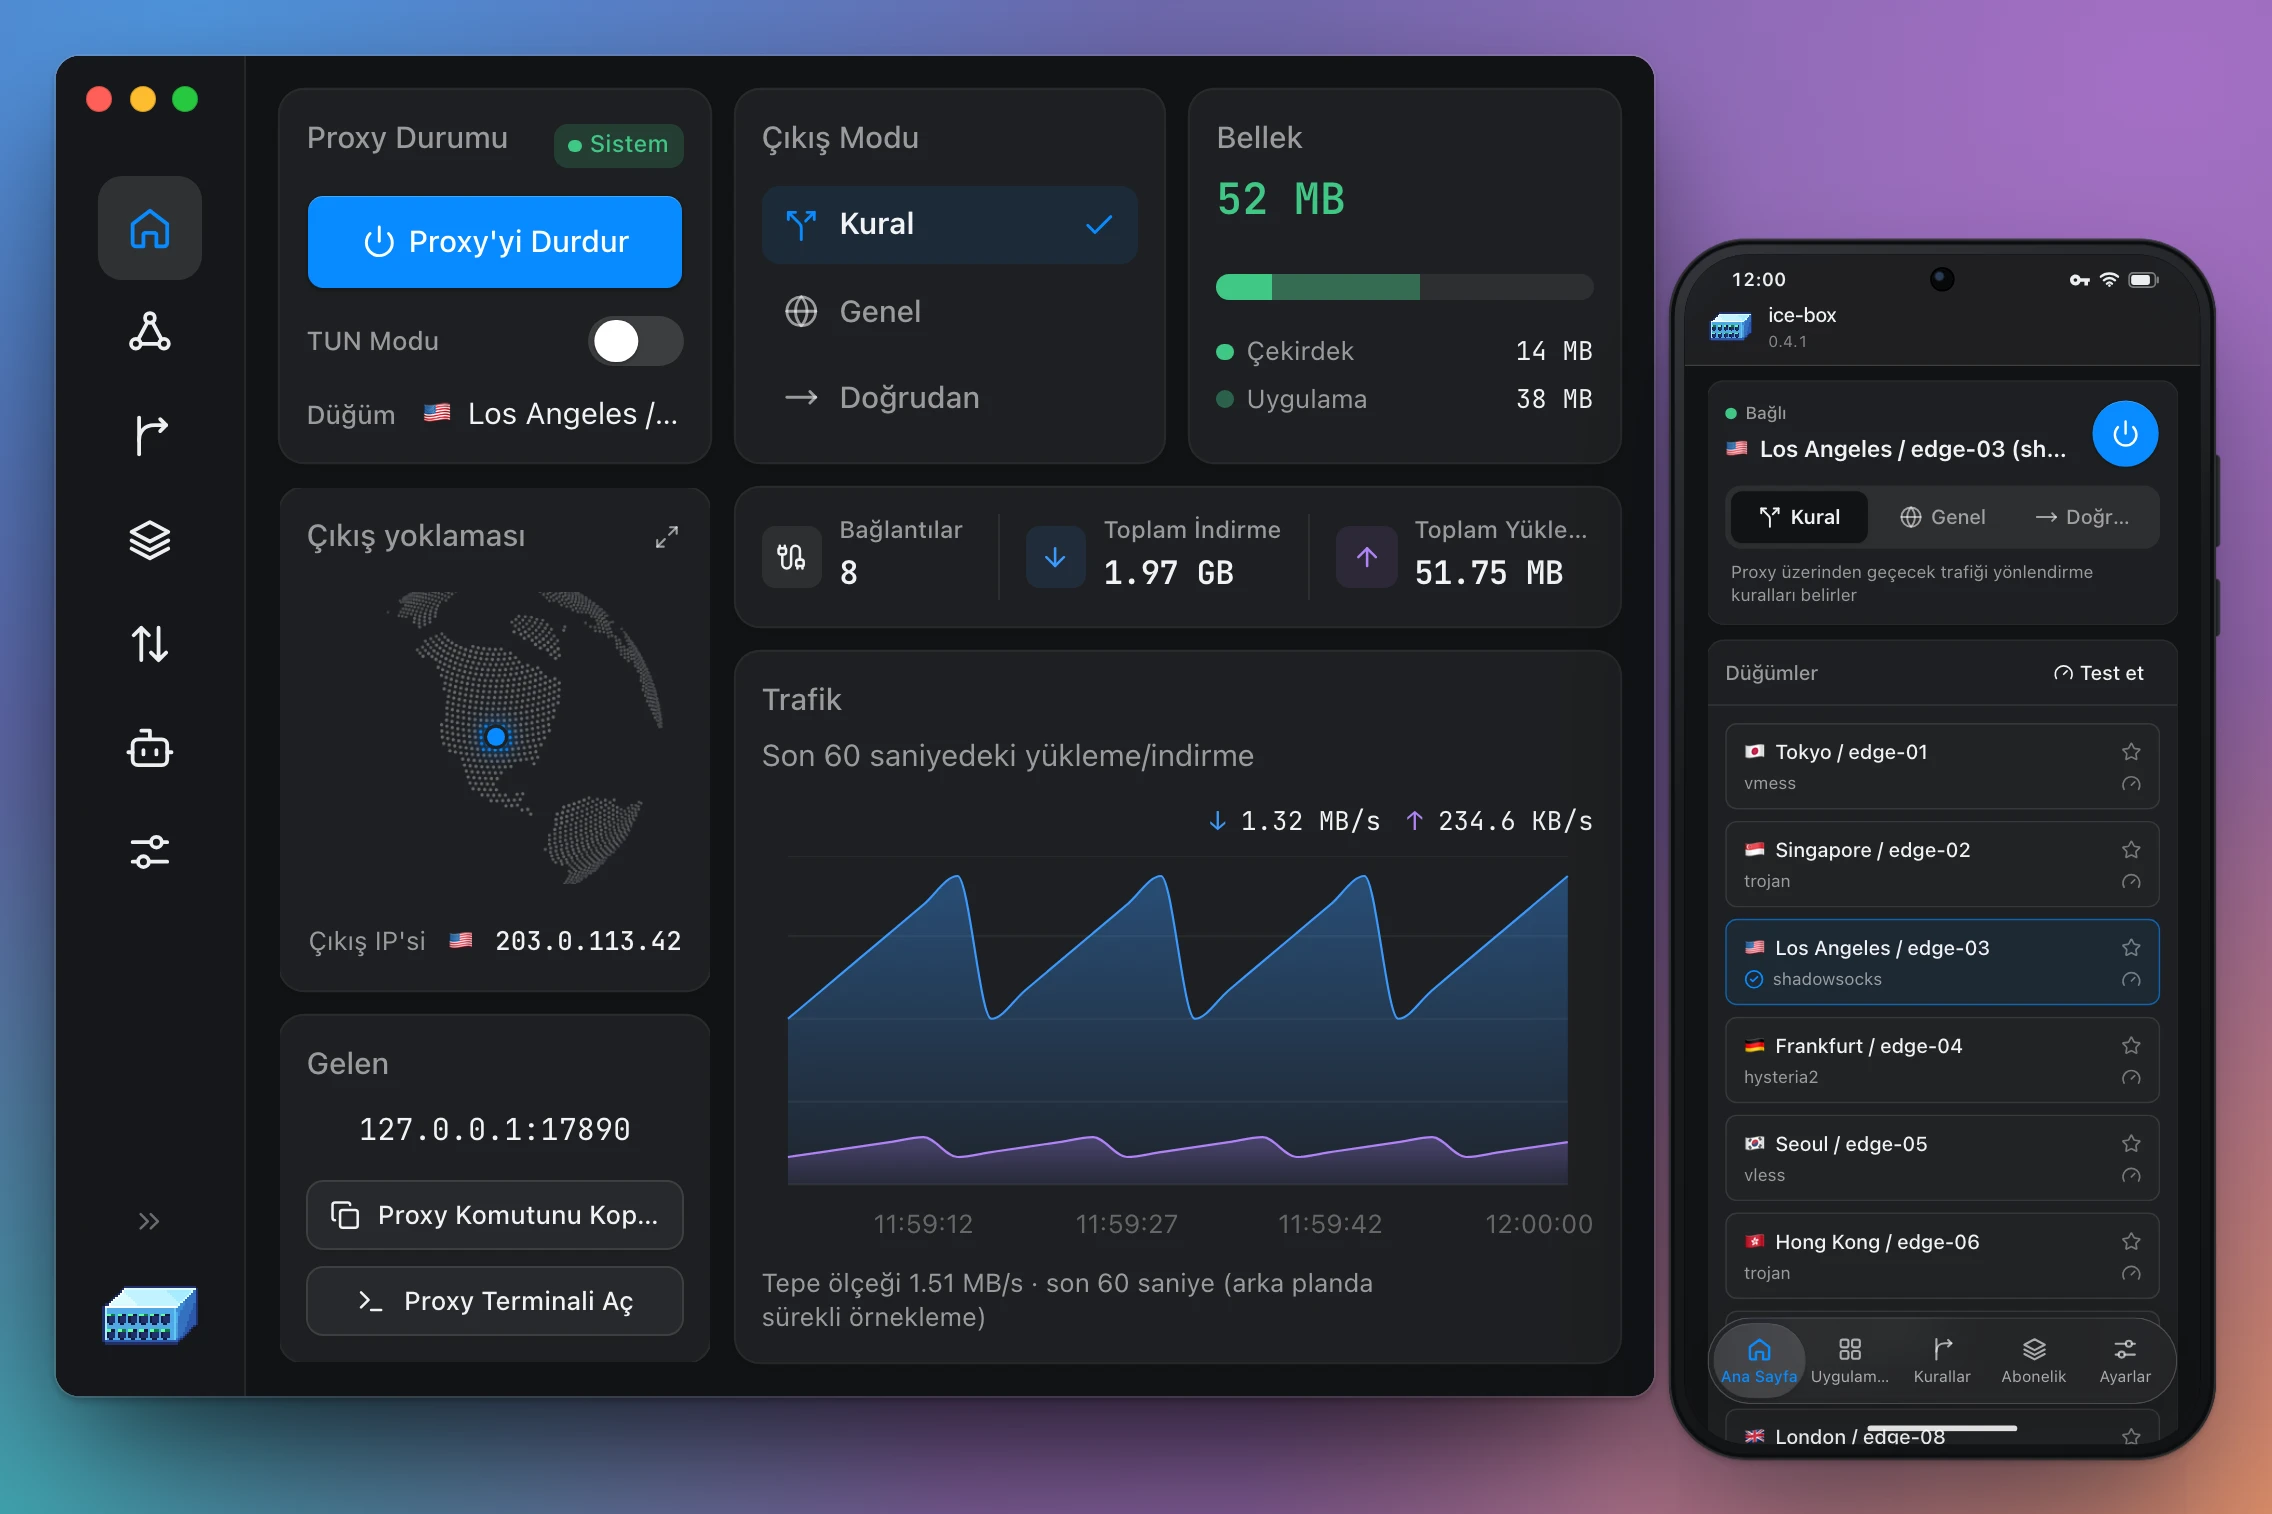 Proxy Durumu
Sistem
Proxy'yi Durdur
TUN Modu
Düğüm
Los Angeles /...
Çıkış Modu
Kural
Genel
Doğrudan
Bellek
52 MB
Çekirdek 14 MB
Uygulama 38 MB
Çıkış yoklaması
Çıkış IP'si 203.0.113.42
Bağlantılar
8
Toplam İndirme
1.97 GB
Toplam Yükle...
51.75 MB
Trafik
Son 60 saniyedeki yükleme/indirme
1.32 MB/s 234.6 KB/s
11:59:12 11:59:27 11:59:42 12:00:00
Tepe ölçeği 1.51 MB/s · son 60 saniye (arka planda
sürekli örnekleme)
Gelen
127.0.0.1:17890
Proxy Komutunu Kop...
Proxy Terminali Aç
12:00
ice-box
0.4.1
Bağlı
Los Angeles / edge-03 (sh...
Kural Genel Doğr...
Proxy üzerinden geçecek trafiği yönlendirme
kuralları belirler
Düğümler Test et
Tokyo / edge-01
vmess
Singapore / edge-02
trojan
Los Angeles / edge-03
shadowsocks
Frankfurt / edge-04
hysteria2
Seoul / edge-05
vless
Hong Kong / edge-06
trojan
Ana Sayfa Uygulam... Kurallar Abonelik Ayarlar
London / edge-08